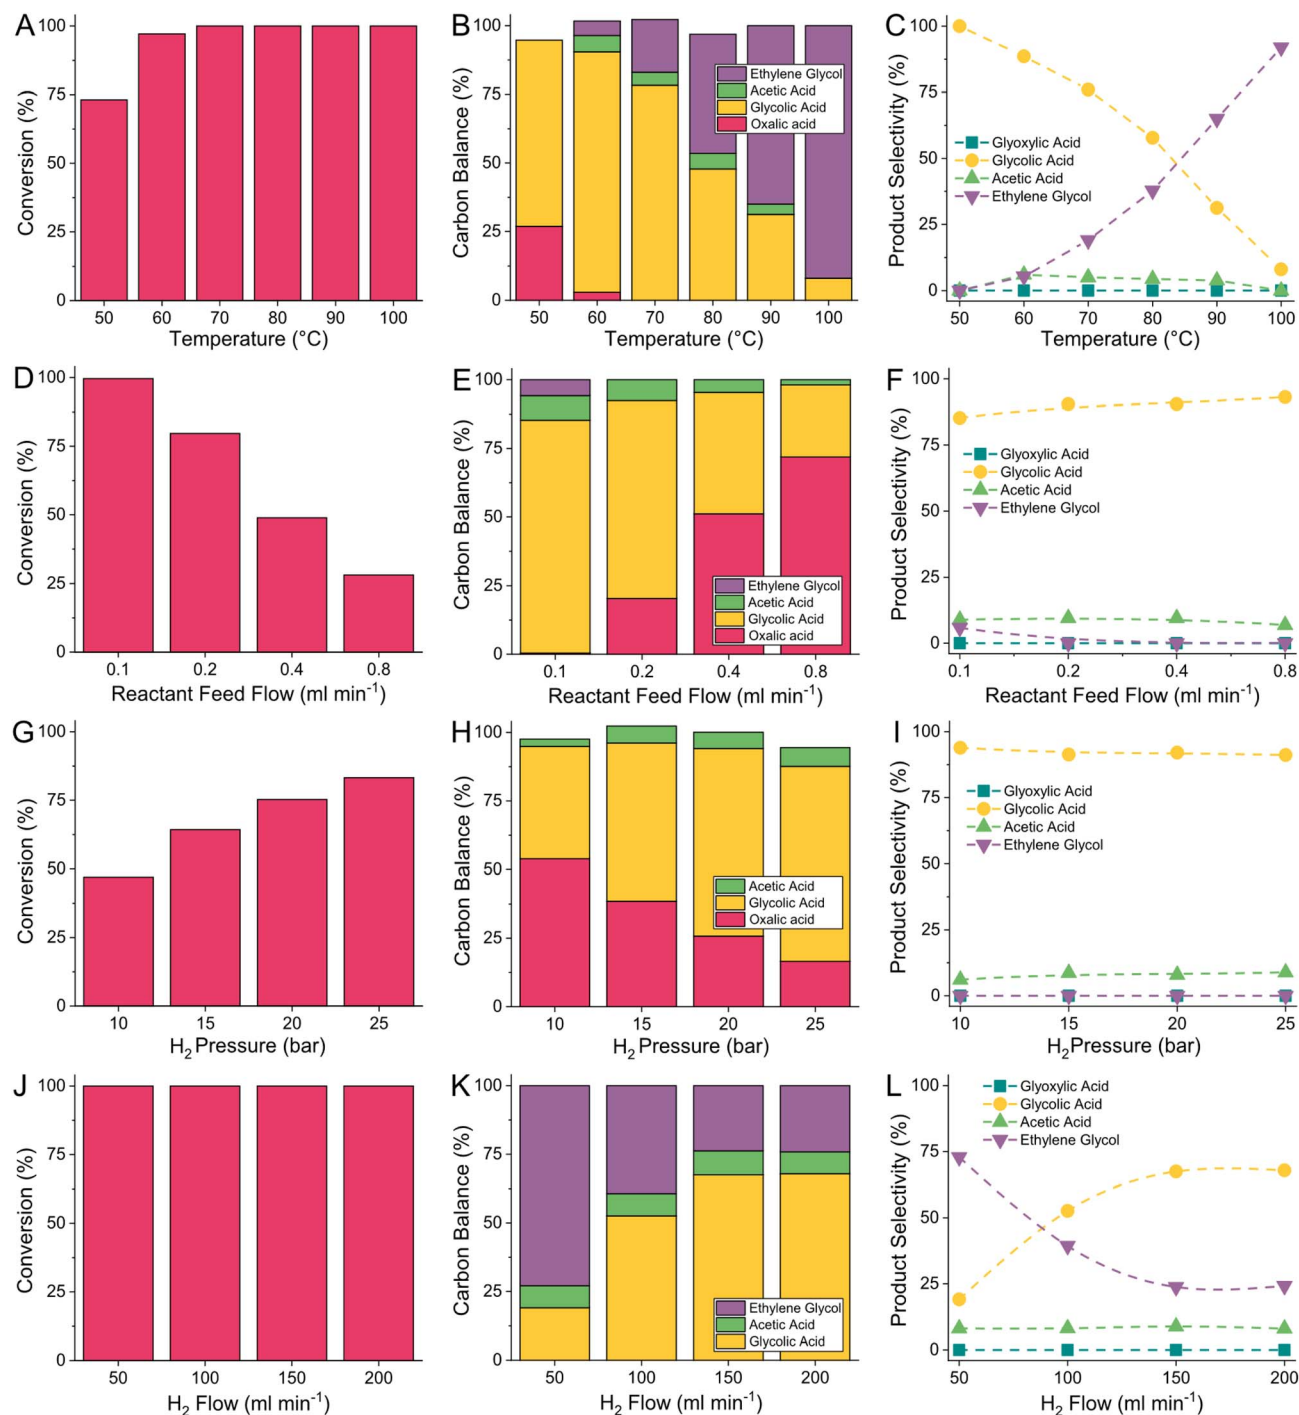 A
Conversion (%)
100
75
50
25
0
50 60 70 80 90 100
Temperature (°C)
B
Carbon Balance (%)
100
75
50
25
0
Ethylene Glycol
Acetic Acid
Glycolic Acid
Oxalic acid
50 60 70 80 90 100
Temperature (°C)
C
Product Selectivity (%)
100
75
50
25
0
Glyoxylic Acid
Glycolic Acid
Acetic Acid
Ethylene Glycol
50 60 70 80 90 100
Temperature (°C)
D
Conversion (%)
100
75
50
25
0
0.1 0.2 0.4 0.8
Reactant Feed Flow (ml min⁻¹)
E
Carbon Balance (%)
100
75
50
25
0
Ethylene Glycol
Acetic Acid
Glycolic Acid
Oxalic acid
0.1 0.2 0.4 0.8
Reactant Feed Flow (ml min⁻¹)
F
Product Selectivity (%)
100
75
50
25
0
Glyoxylic Acid
Glycolic Acid
Acetic Acid
Ethylene Glycol
0.1 0.2 0.4 0.8
Reactant Feed Flow (ml min⁻¹)
G
Conversion (%)
100
75
50
25
0
10 15 20 25
H₂ Pressure (bar)
H
Carbon Balance (%)
100
75
50
25
0
Acetic Acid
Glycolic Acid
Oxalic acid
10 15 20 25
H₂ Pressure (bar)
I
Product Selectivity (%)
100
75
50
25
0
Glyoxylic Acid
Glycolic Acid
Acetic Acid
Ethylene Glycol
10 15 20 25
H₂ Pressure (bar)
J
Conversion (%)
100
75
50
25
0
50 100 150 200
H₂ Flow (ml min⁻¹)
K
Carbon Balance (%)
100
75
50
25
0
Ethylene Glycol
Acetic Acid
Glycolic Acid
50 100 150 200
H₂ Flow (ml min⁻¹)
L
Product Selectivity (%)
100
75
50
25
0
Glyoxylic Acid
Glycolic Acid
Acetic Acid
Ethylene Glycol
50 100 150 200
H₂ Flow (ml min⁻¹)